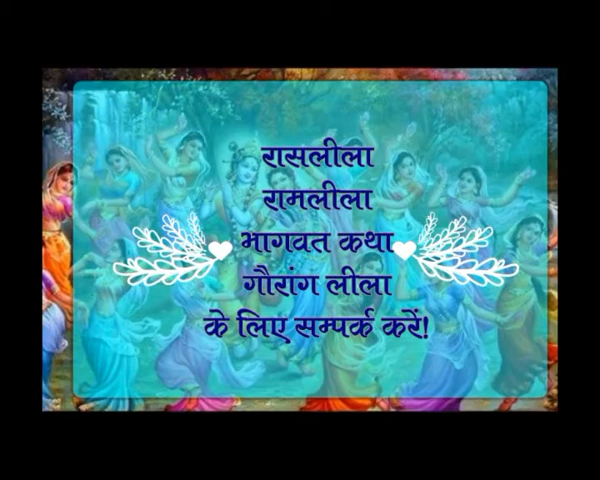 रासलीला
रामलीला
भागवत कथा
गौरांग लीला
के लिए सम्पर्क करें!